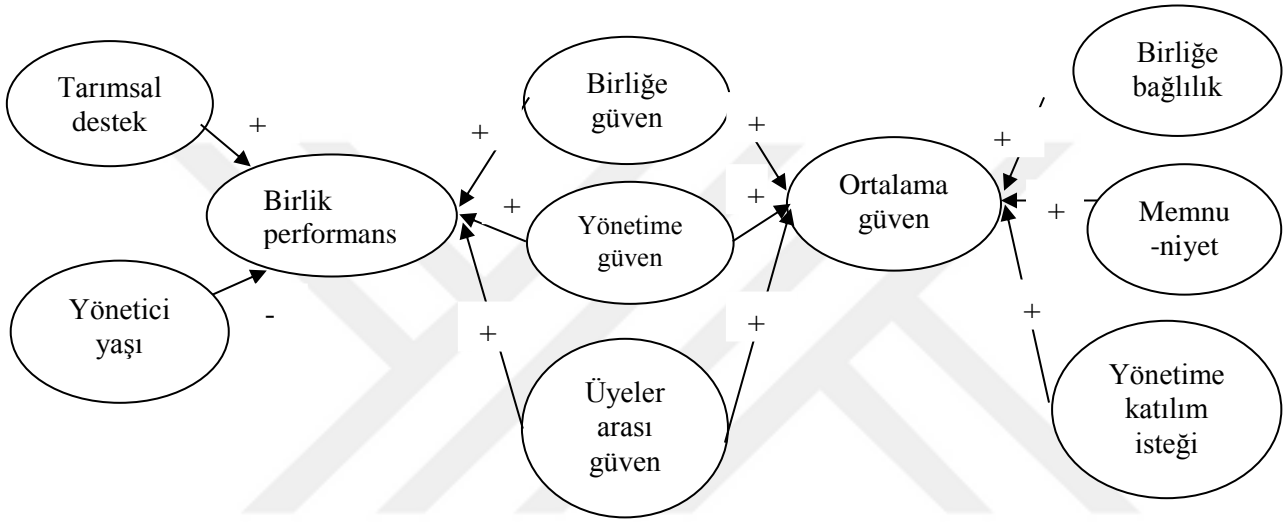 Tarımsal
destek
+
Birlik
performans
Yönetici
yaşı
-
Birliğe
güven
+
+
Yönetime
güven
+
+
Üyeler
arası
güven
+
+
Ortalama
güven
Birliğe
bağlılık
+
Memnu
-niyet
+
Yönetime
katılım
isteği
+